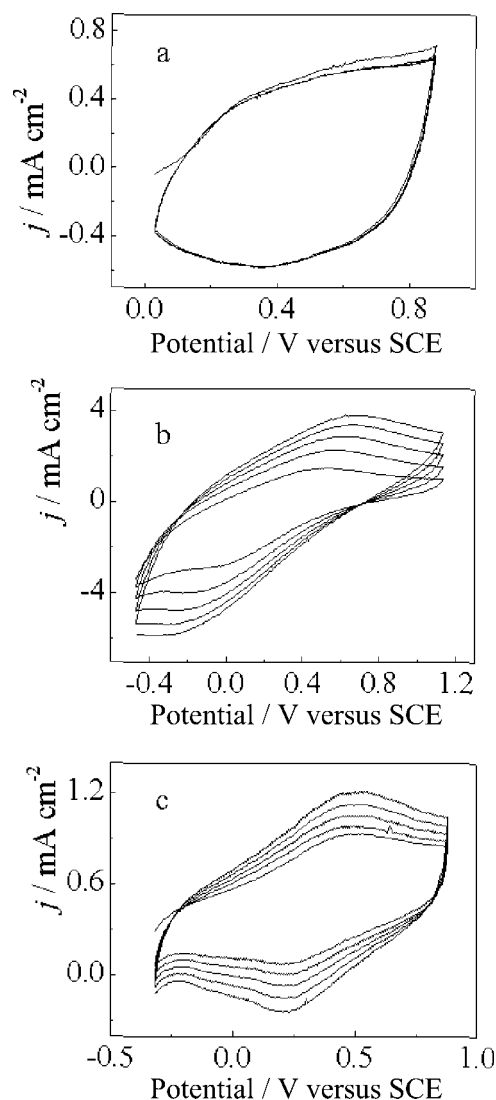 a
j / mA cm-2
0.8
0.4
0.0
-0.4
0.0 0.4 0.8
Potential / V versus SCE
b
j / mA cm-2
4
0
-4
-0.4 0.0 0.4 0.8 1.2
Potential / V versus SCE
c
j / mA cm-2
1.2
0.6
0.0
-0.5 0.0 0.5 1.0
Potential / V versus SCE